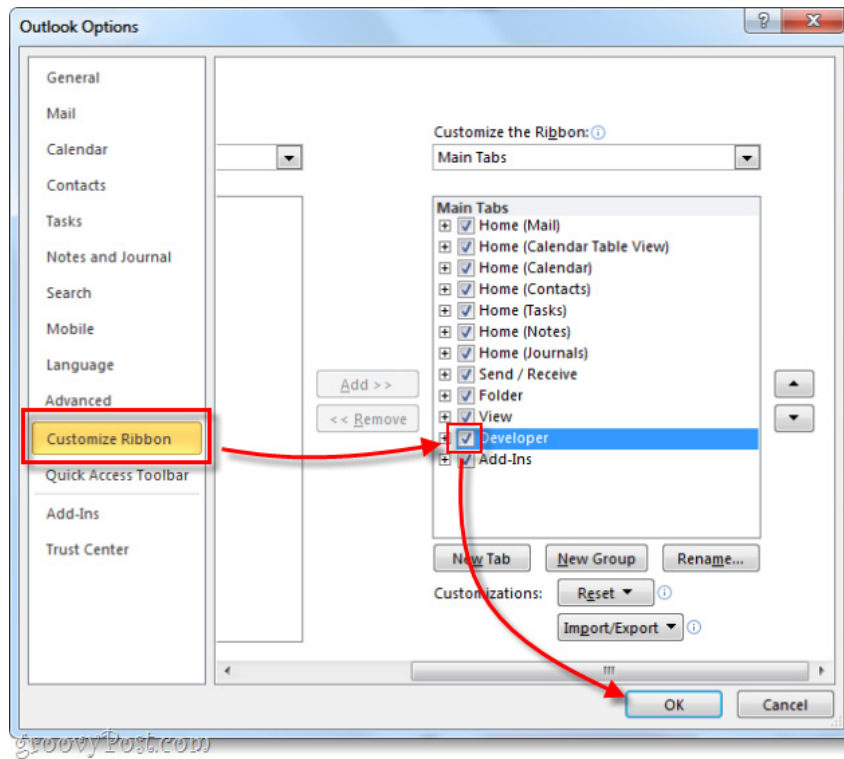 Outlook Options
General
Mail
Calendar
Contacts
Tasks
Notes and Journal
Search
Mobile
Language
Advanced
Customize Ribbon
Quick Access Toolbar
Add-Ins
Trust Center
Add >>
<< Remove
Customize the Ribbon:
Main Tabs
Main Tabs
Home (Mail)
Home (Calendar Table View)
Home (Calendar)
Home (Contacts)
Home (Tasks)
Home (Notes)
Home (Journals)
Send / Receive
Folder
View
Developer
Add-Ins
New Tab New Group Rename...
Customizations: Reset
Import/Export
OK Cancel
groovyPost.com